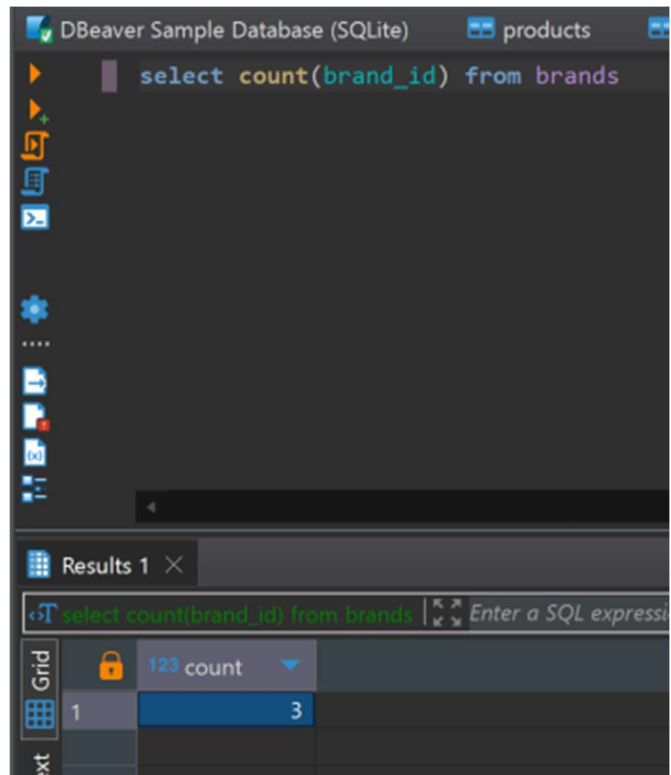 DBeaver Sample Database (SQLite) products
select count(brand_id) from brands
Results 1
select count(brand_id) from brands Enter a SQL expressi
Grid
123 count
1 3
ext